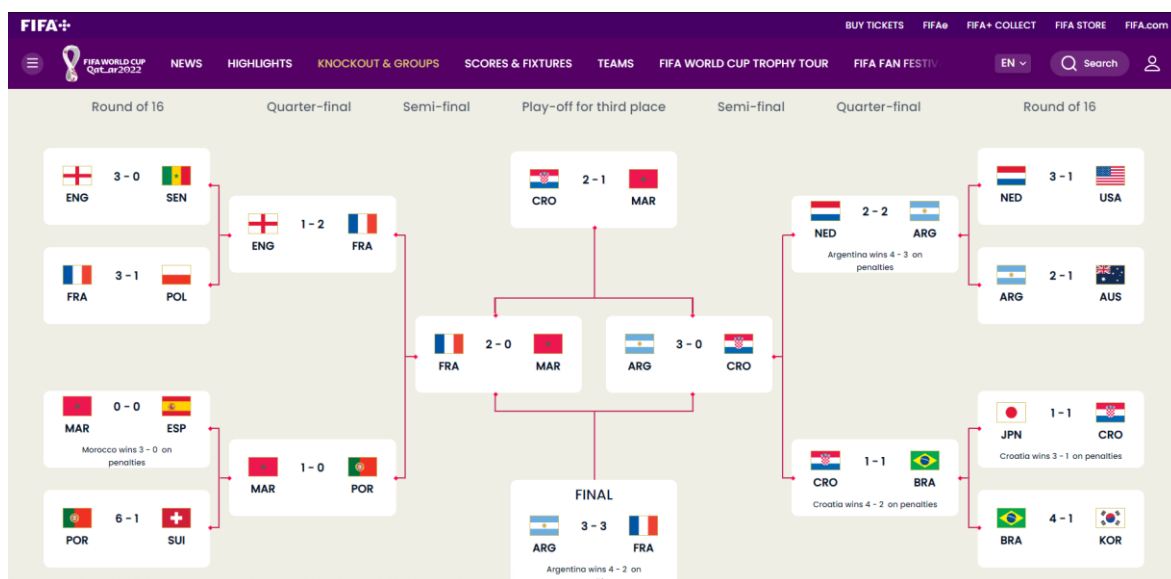 FIFA+
BUY TICKETS FIFAe FIFA+ COLLECT FIFA STORE FIFA.com
FIFA WORLD CUP
Qatar2022
NEWS HIGHLIGHTS KNOCKOUT & GROUPS SCORES & FIXTURES TEAMS FIFA WORLD CUP TROPHY TOUR FIFA FAN FESTIV
EN Search
Round of 16 Quarter-final Semi-final Play-off for third place Semi-final Quarter-final Round of 16
3 - 0
ENG SEN
3 - 1
FRA POL
0 - 0
MAR ESP
Morocco wins 3 - 0 on
penalties
6 - 1
POR SUI
1 - 2
ENG FRA
1 - 0
MAR POR
2 - 0
FRA MAR
2 - 1
CRO MAR
FINAL
3 - 3
ARG FRA
Argentina wins 4 - 2 on
3 - 0
ARG CRO
2 - 2
NED ARG
Argentina wins 4 - 3 on
penalties
1 - 1
CRO BRA
Croatia wins 4 - 2 on penalties
3 - 1
NED USA
2 - 1
ARG AUS
1 - 1
JPN CRO
Croatia wins 3 - 1 on penalties
4 - 1
BRA KOR